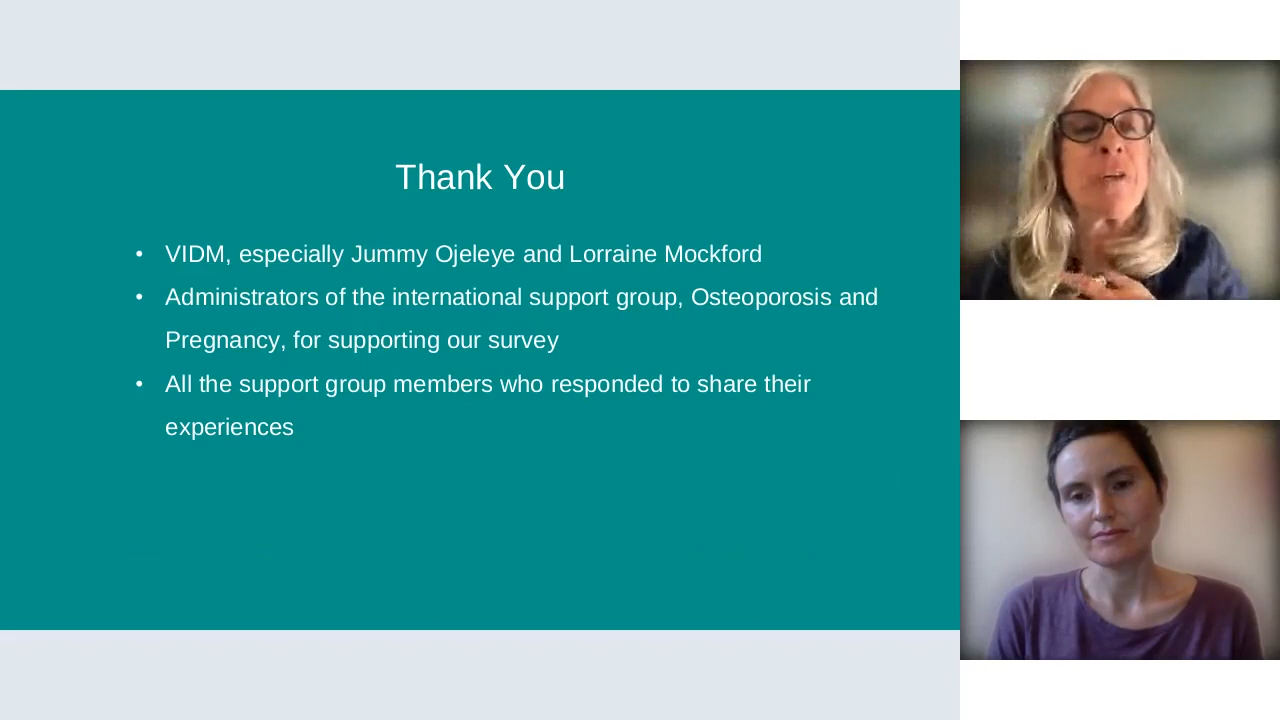 Thank You
• VIDM, especially Jummy Ojeleye and Lorraine Mockford
• Administrators of the international support group, Osteoporosis and
Pregnancy, for supporting our survey
• All the support group members who responded to share their
experiences